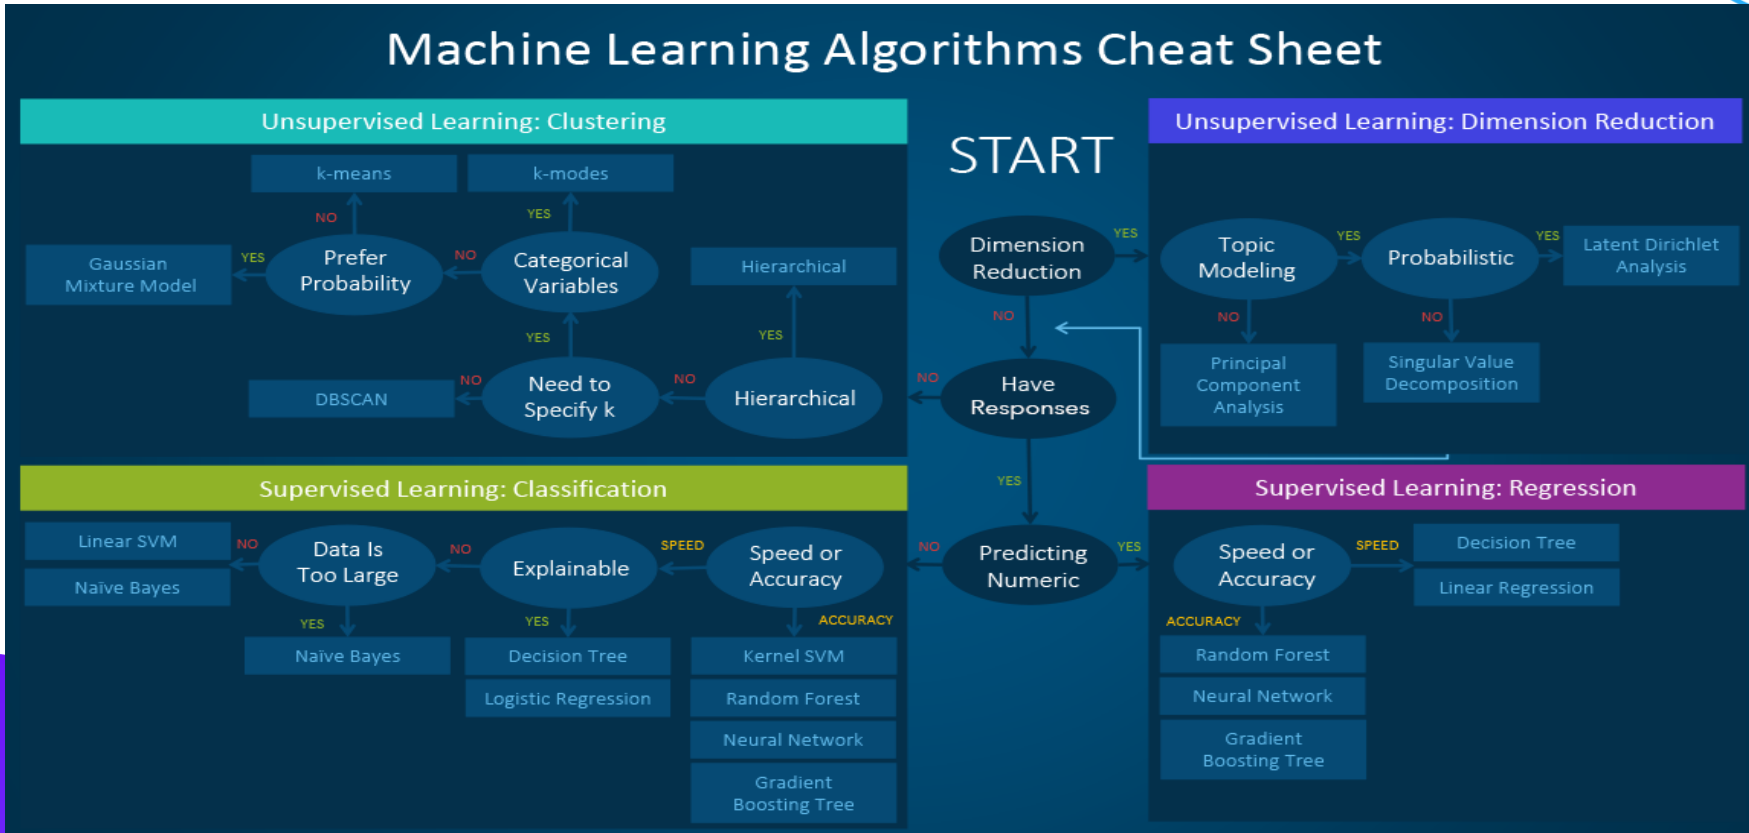 Machine Learning Algorithms Cheat Sheet
Unsupervised Learning: Clustering
k-means
k-modes
NO
YES
Gaussian
Mixture Model
YES
Prefer
Probability
NO
Categorical
Variables
Hierarchical
YES
YES
DBSCAN
NO
Need to
Specify k
NO
Hierarchical
START
Dimension
Reduction
YES
NO
NO
Have
Responses
YES
NO
Predicting
Numeric
YES
Unsupervised Learning: Dimension Reduction
Topic
Modeling
YES
Probabilistic
YES
Latent Dirichlet
Analysis
NO
NO
Principal
Component
Analysis
Singular Value
Decomposition
Supervised Learning: Classification
Linear SVM
Naïve Bayes
NO
Data Is
Too Large
NO
Explainable
SPEED
Speed or
Accuracy
YES
YES
ACCURACY
Naïve Bayes
Decision Tree
Logistic Regression
Kernel SVM
Random Forest
Neural Network
Gradient
Boosting Tree
Supervised Learning: Regression
Speed or
Accuracy
SPEED
Decision Tree
Linear Regression
ACCURACY
Random Forest
Neural Network
Gradient
Boosting Tree